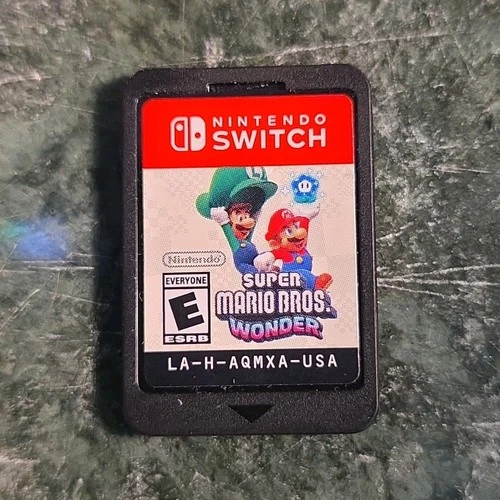 NINTENDO
SWITCH
L
Nintendo
EVERYONE
E
ESRB
SUPER
MARIO BROS.
WONDER
LA-H-AQMXA-USA